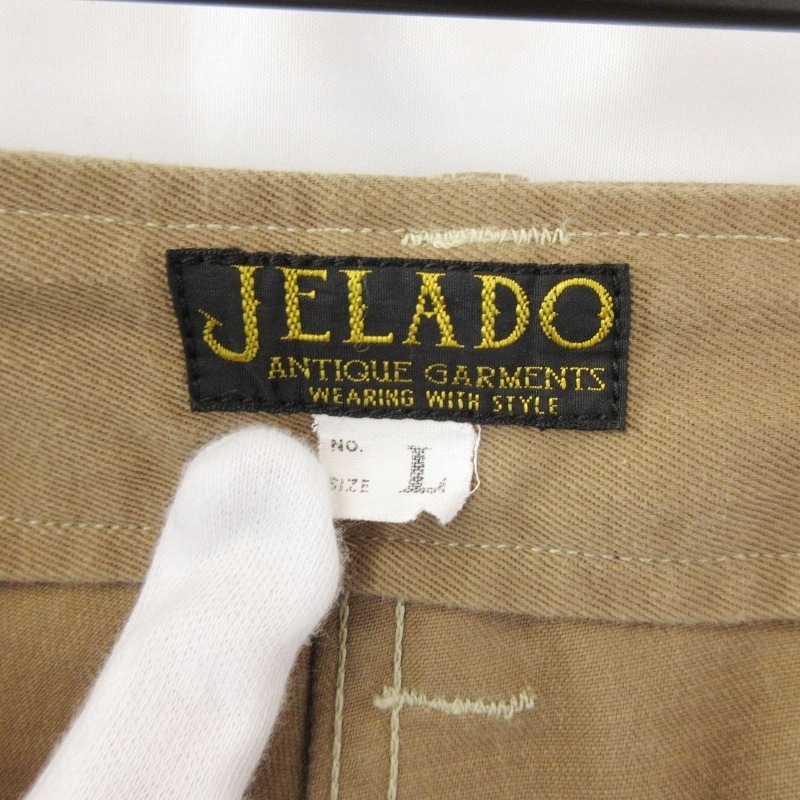 JELADO
ANTIQUE GARMENTS
WEARING WITH STYLE
NO.
SIZE L